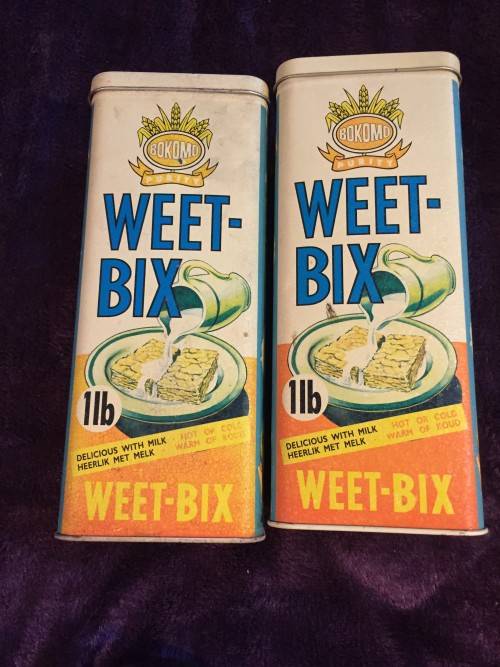 BOKOMO
PURITY
WEET-
BIX
1lb
DELICIOUS WITH MILK HOT OR COLD
HEERLIK MET MELK WARM OF KOUD
WEET-BIX
BOKOMO
PURITY
WEET-
BIX
1lb
DELICIOUS WITH MILK HOT OR COLD
HEERLIK MET MELK WARM OF KOUD
WEET-BIX